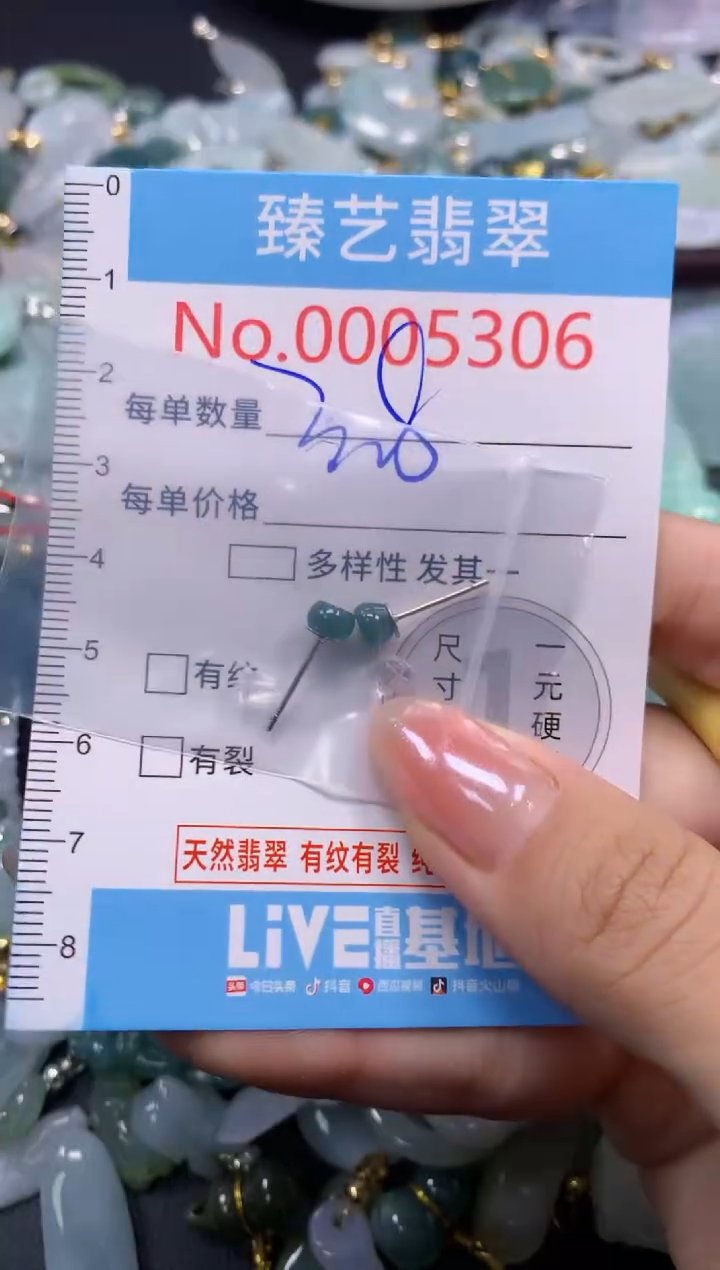 0
臻艺翡翠
1
No.0005306
2
每单数量
3
每单价格
4
多样性 发其一
5
有纹
尺寸
一元硬
6
有裂
7
天然翡翠 有纹有裂
8
LiVE直播基地
头条 今日头条 抖音 西瓜视频 抖音火山版